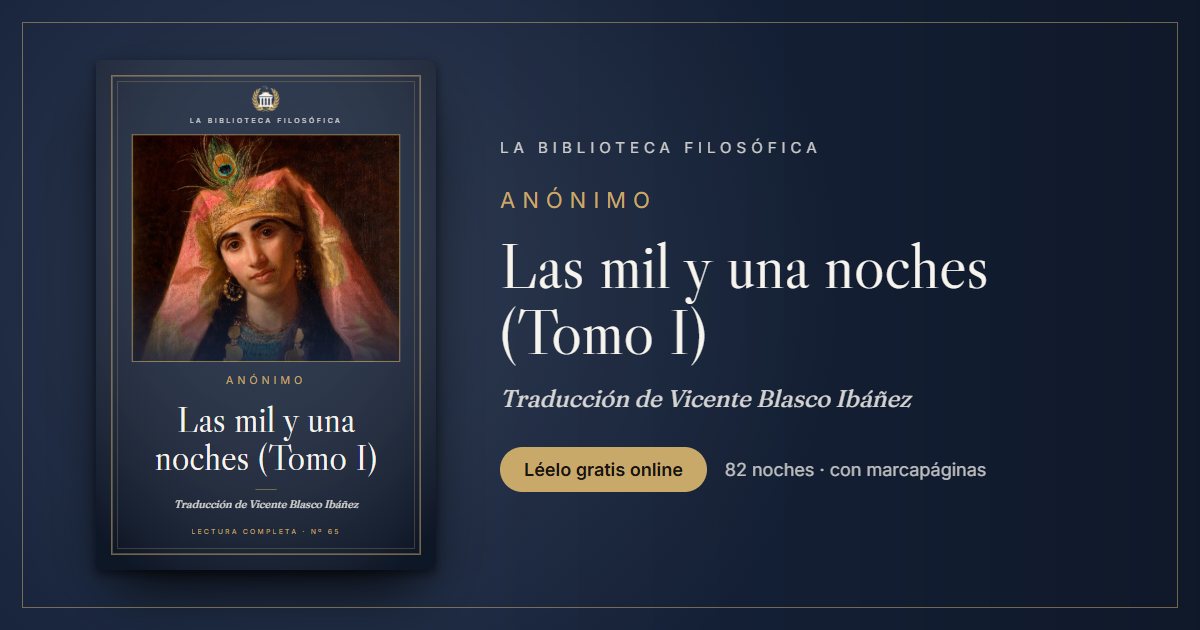 LA BIBLIOTECA FILOSÓFICA
ANÓNIMO
Las mil y una
noches (Tomo I)
Traducción de Vicente Blasco Ibáñez
LECTURA COMPLETA · Nº 65
LA BIBLIOTECA FILOSÓFICA
ANÓNIMO
Las mil y una noches
(Tomo I)
Traducción de Vicente Blasco Ibáñez
Léelo gratis online
82 noches · con marcapáginas